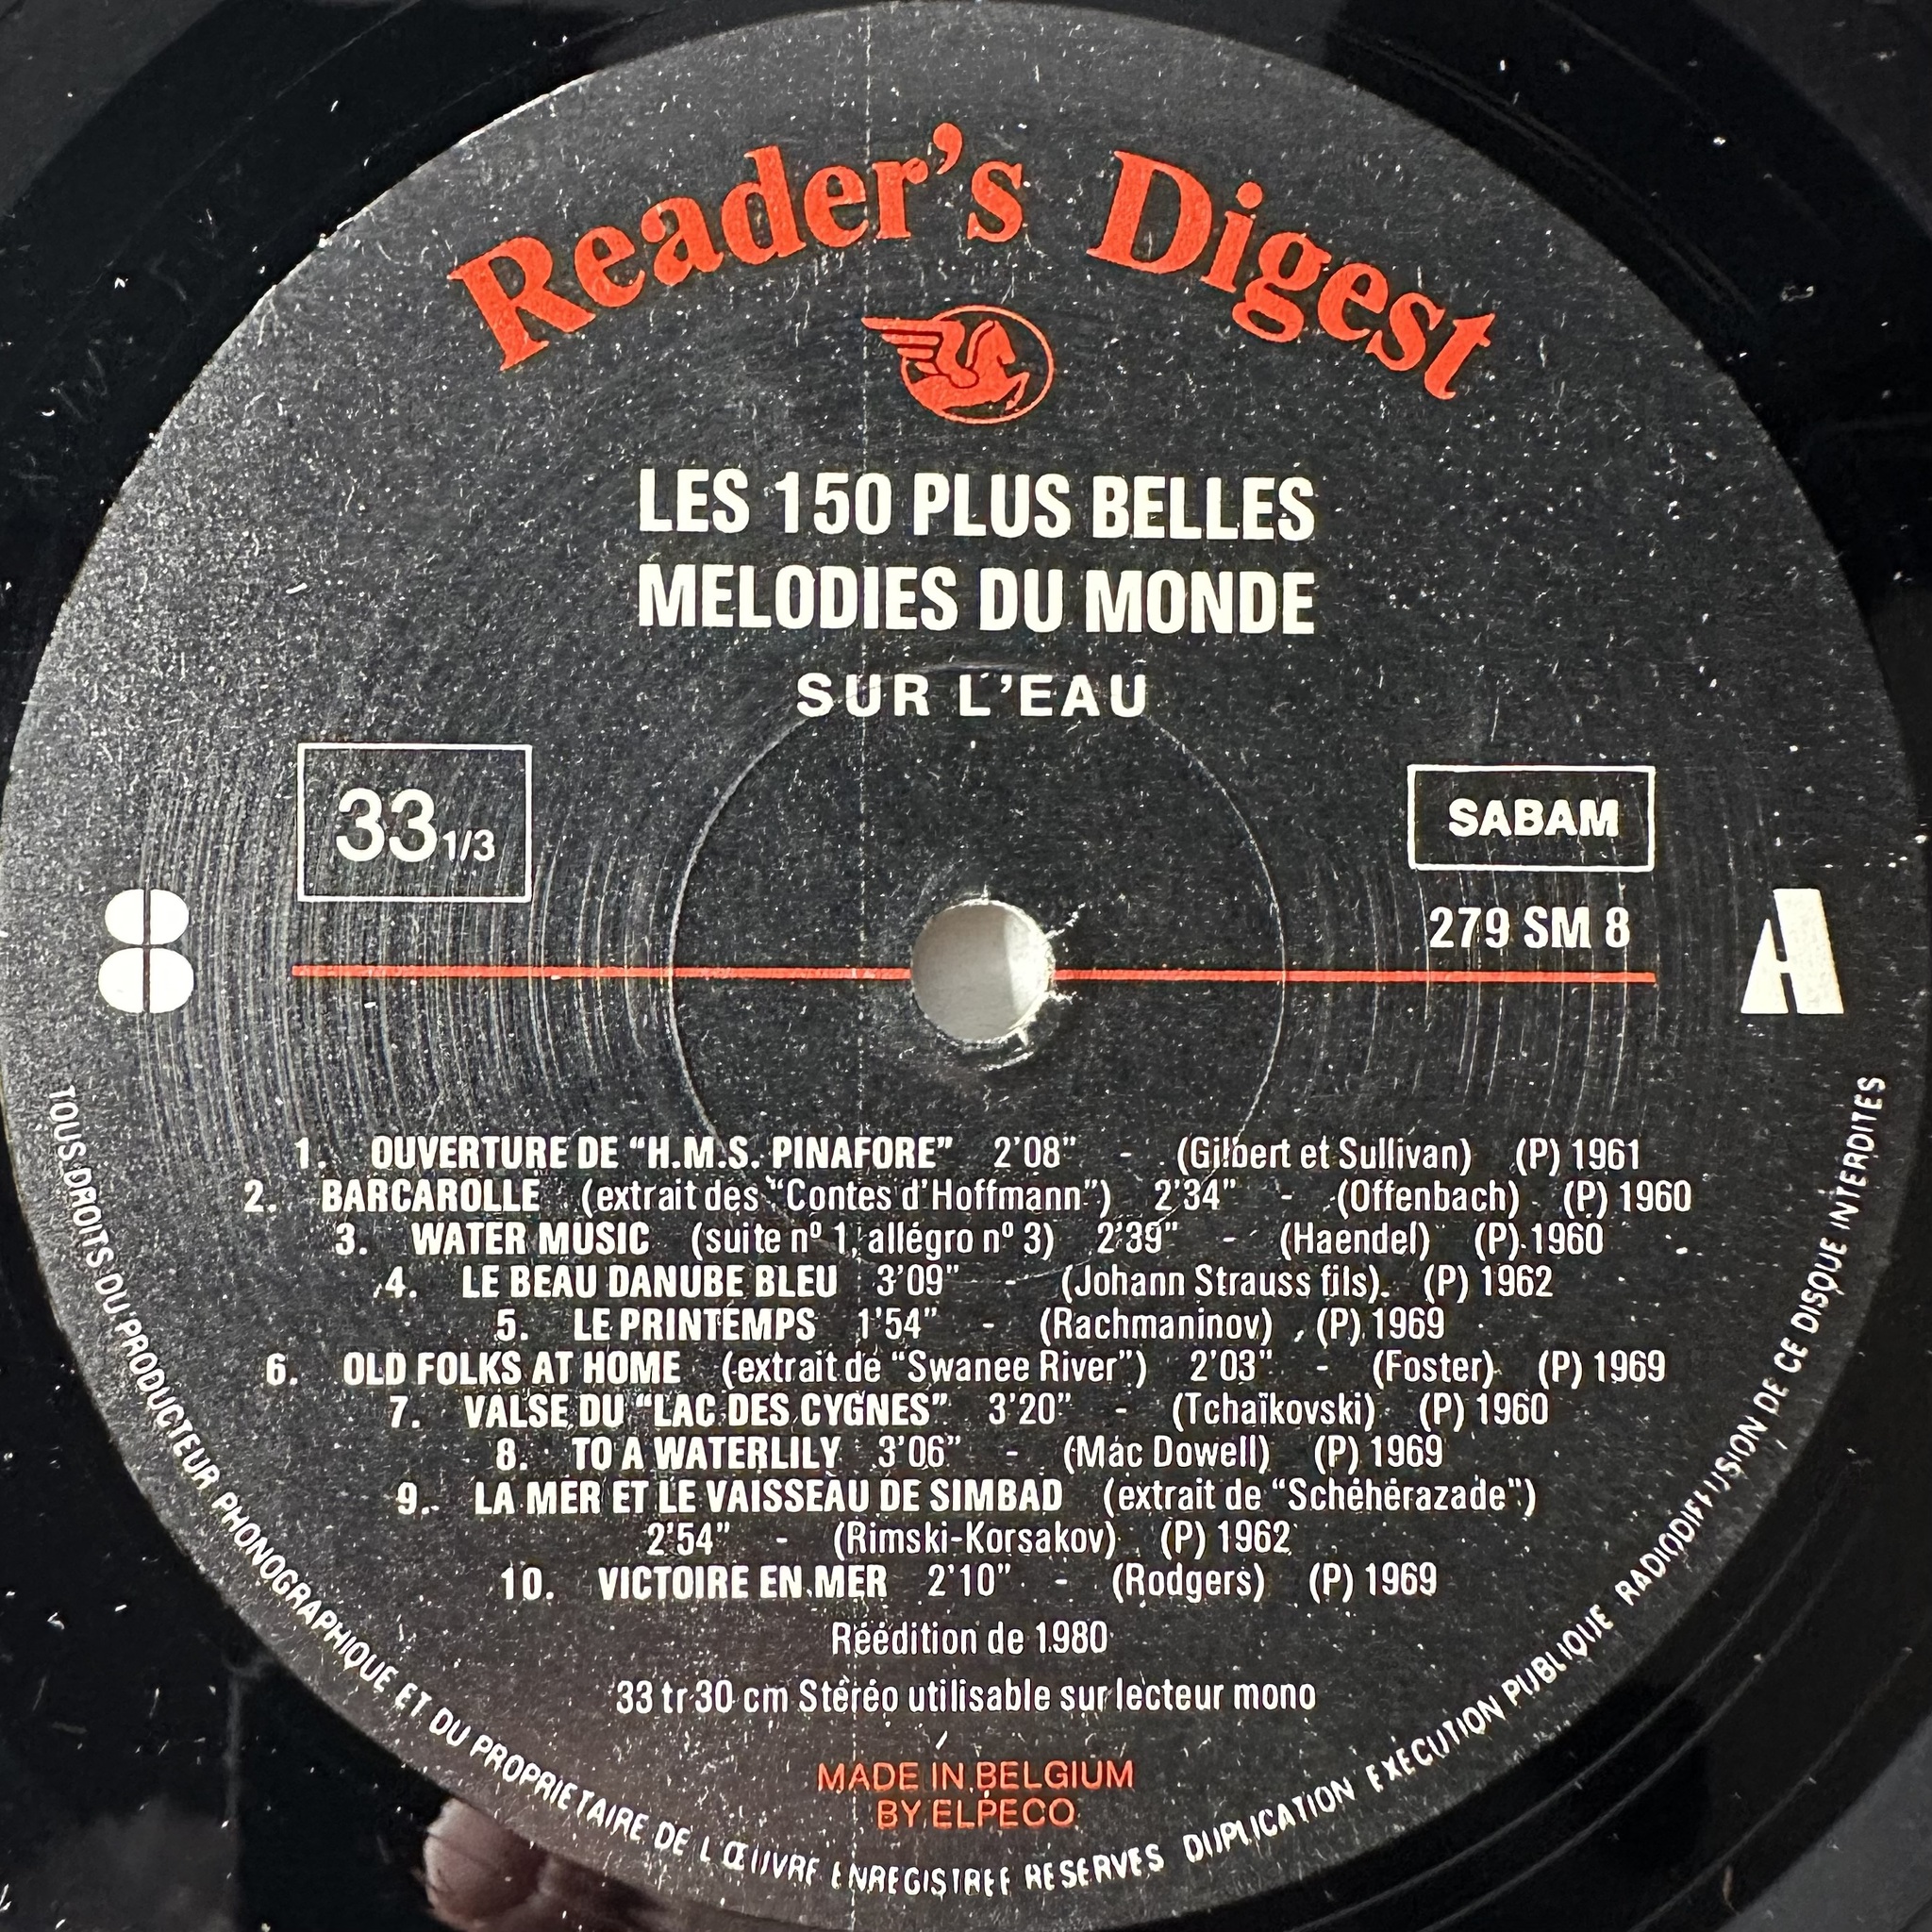 Reader's Digest
LES 150 PLUS BELLES
MELODIES DU MONDE
SUR L'EAU
33 1/3
SABAM
279 SM 8
8
A
1. OUVERTURE DE “H.M.S. PINAFORE” 2'08” - (Gilbert et Sullivan) (P) 1961
2. BARCAROLLE (extrait des “Contes d'Hoffmann”) 2'34” - (Offenbach) (P) 1960
3. WATER MUSIC (suite nº 1, allégro nº 3) 2'39” - (Haendel) (P) 1960
4. LE BEAU DANUBE BLEU 3'09” - (Johann Strauss fils). (P) 1962
5. LE PRINTEMPS 1'54” - (Rachmaninov) (P) 1969
6. OLD FOLKS AT HOME (extrait de “Swanee River”) 2'03” - (Foster) (P) 1969
7. VALSE DU “LAC DES CYGNES” 3'20” - (Tchaïkovski) (P) 1960
8. TO A WATERLILY 3'06” - (Mac Dowell) (P) 1969
9. LA MER ET LE VAISSEAU DE SIMBAD (extrait de “Schéhérazade”)
2'54” - (Rimski-Korsakov) (P) 1962
10. VICTOIRE EN MER 2'10” - (Rodgers) (P) 1969
Réédition de 1980
33 tr 30 cm Stéréo utilisable sur lecteur mono
MADE IN BELGIUM
BY ELPECO
TOUS DROITS DU PRODUCTEUR PHONOGRAPHIQUE ET DU PROPRIETAIRE DE L ŒUVRE ENREGISTREE RESERVES DUPLICATION EXECUTION PUBLIQUE RADIODIFFUSION DE CE DISQUE INTERDITES